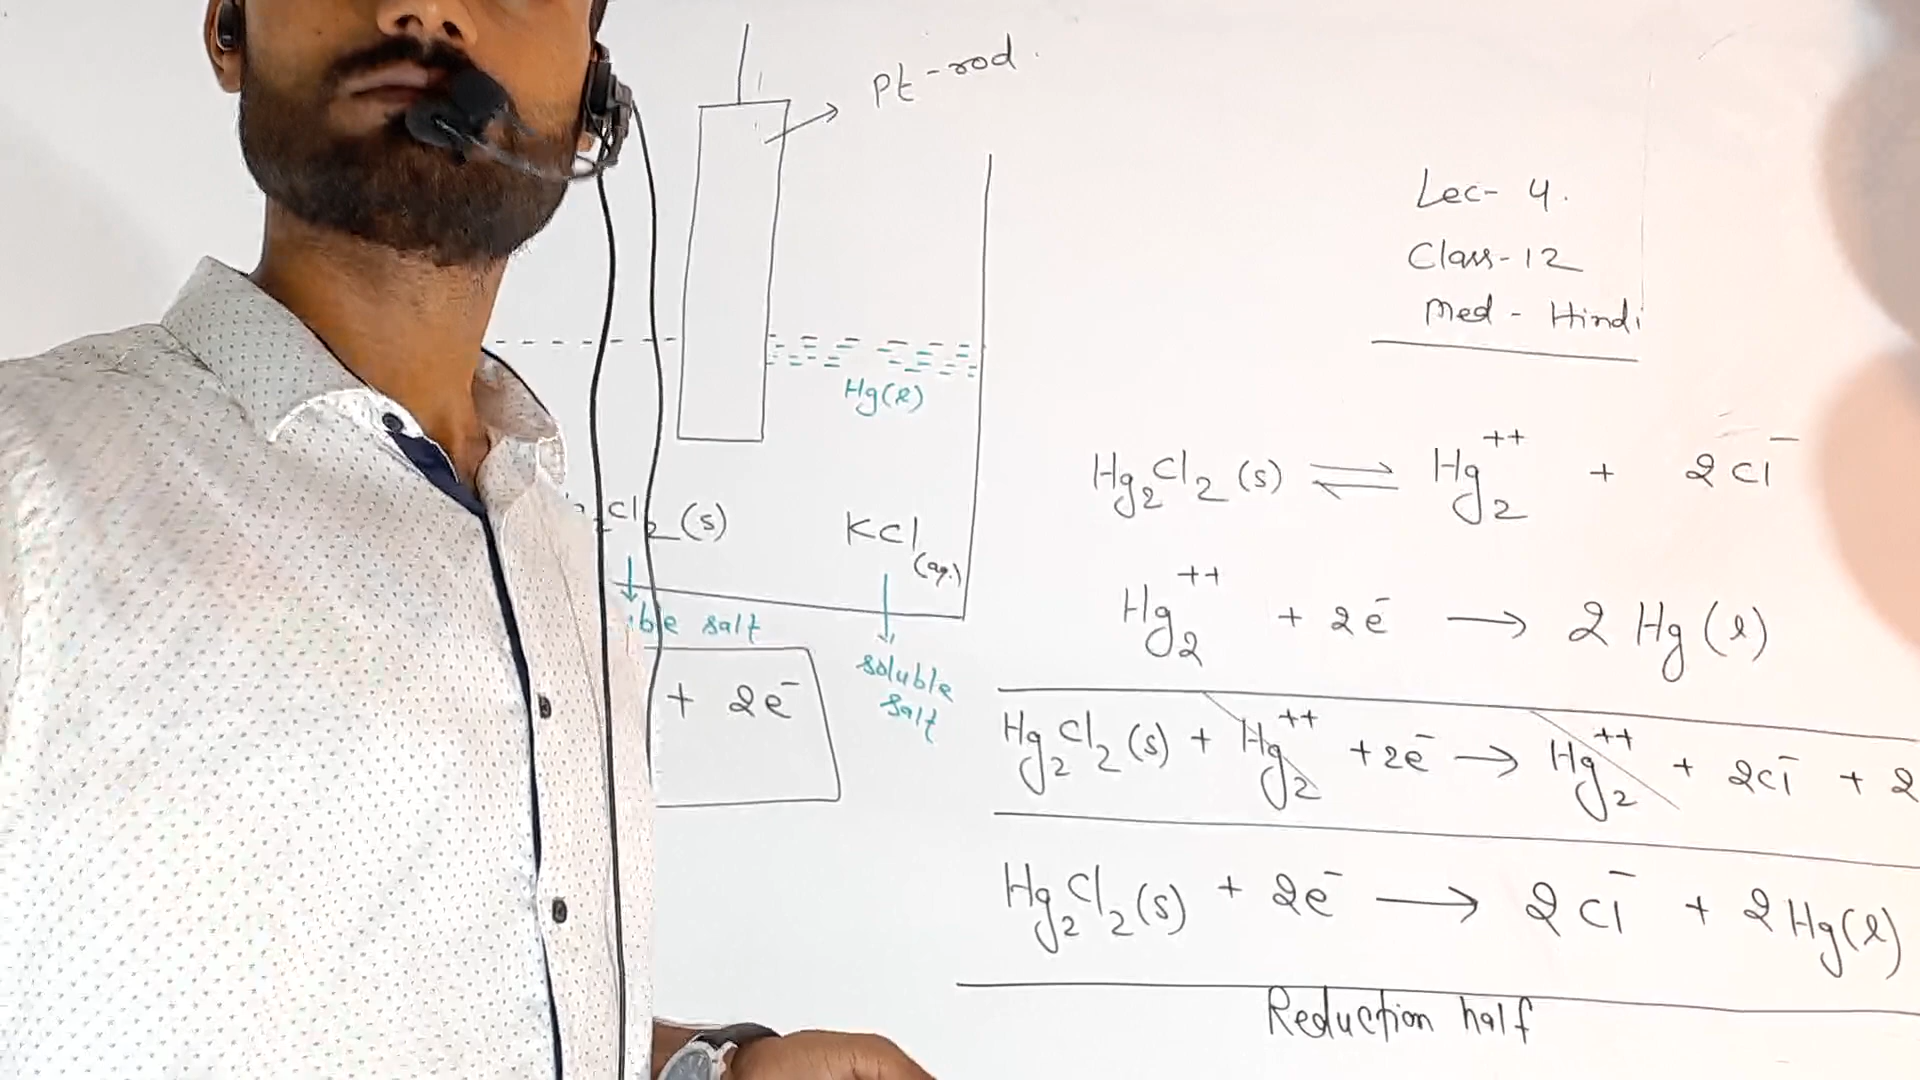 Pt-rod
Lec- 4.
Class-12
Med - Hindi
Hg(l)
Hg₂Cl₂(s) ⇌ Hg₂⁺⁺ + 2Cl⁻
Cl₂(s)
KCl(aq.)
Hg₂⁺⁺ + 2e⁻ → 2Hg(l)
salt
soluble
salt
+ 2e⁻
Hg₂Cl₂(s) + Hg₂⁺⁺ + 2e⁻ → Hg₂⁺⁺ + 2Cl⁻ + 2
Hg₂Cl₂(s) + 2e⁻ → 2Cl⁻ + 2Hg(l)
Reduction half